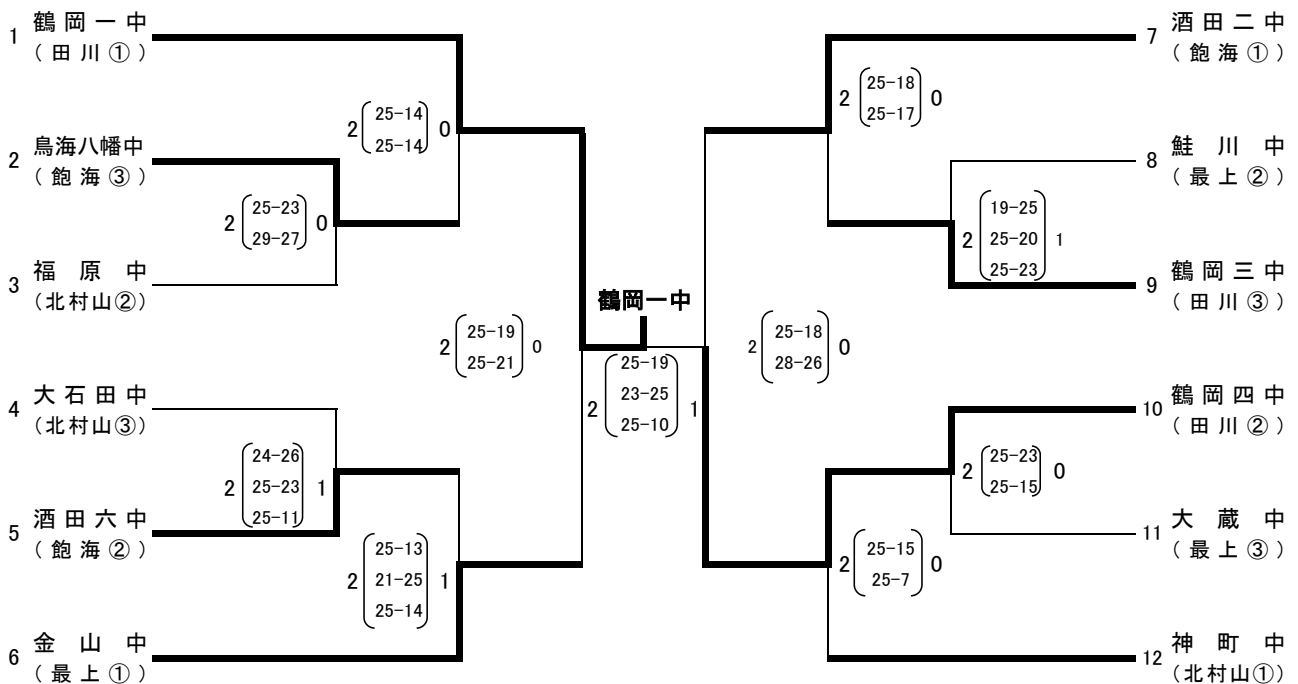 1 鶴岡一中
(田川①)
2 25-14 0
25-14
2 鳥海八幡中
(飽海③)
2 25-23 0
29-27
3 福原中
(北村山②)
2 25-19 0
25-21
4 大石田中
(北村山③)
24-26
2 25-23 1
25-11
5 酒田六中
(飽海②)
25-13
2 21-25 1
25-14
6 金山中
(最上①)
鶴岡一中
25-19
2 23-25 1
25-10
7 酒田二中
(飽海①)
2 25-18 0
25-17
8 鮭川中
(最上②)
19-25
2 25-20 1
25-23
9 鶴岡三中
(田川③)
2 25-18 0
28-26
10 鶴岡四中
(田川②)
2 25-23 0
25-15
11 大蔵中
(最上③)
2 25-15 0
25-7
12 神町中
(北村山①)